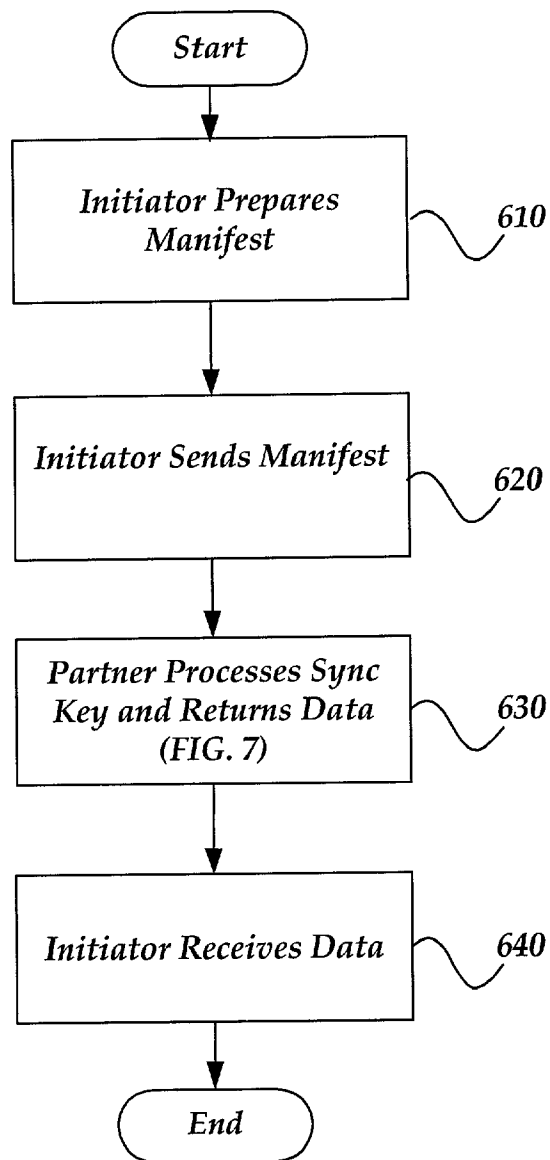 Start
Initiator Prepares
Manifest
610
Initiator Sends Manifest
620
Partner Processes Sync
Key and Returns Data
(FIG. 7)
630
Initiator Receives Data
640
End